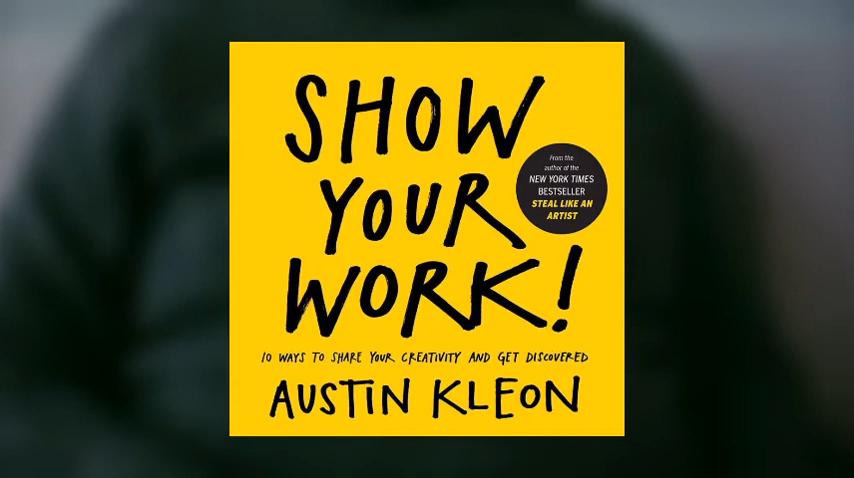 SHOW
YOUR
WORK!
From the
author of the
NEW YORK TIMES
BESTSELLER
STEAL LIKE AN
ARTIST
10 WAYS TO SHARE YOUR CREATIVITY AND GET DISCOVERED
AUSTIN KLEON